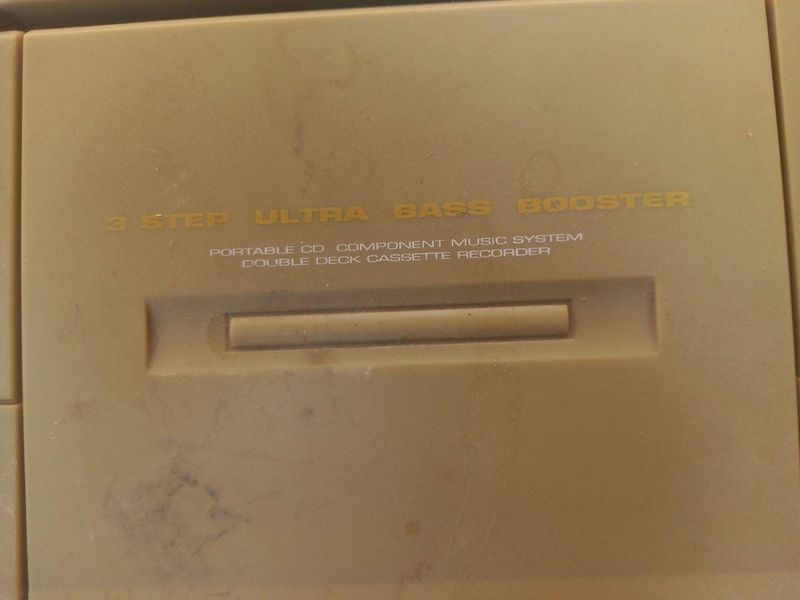 3 STEP ULTRA BASS BOOSTER
PORTABLE CD COMPONENT MUSIC SYSTEM
DOUBLE DECK CASSETTE RECORDER